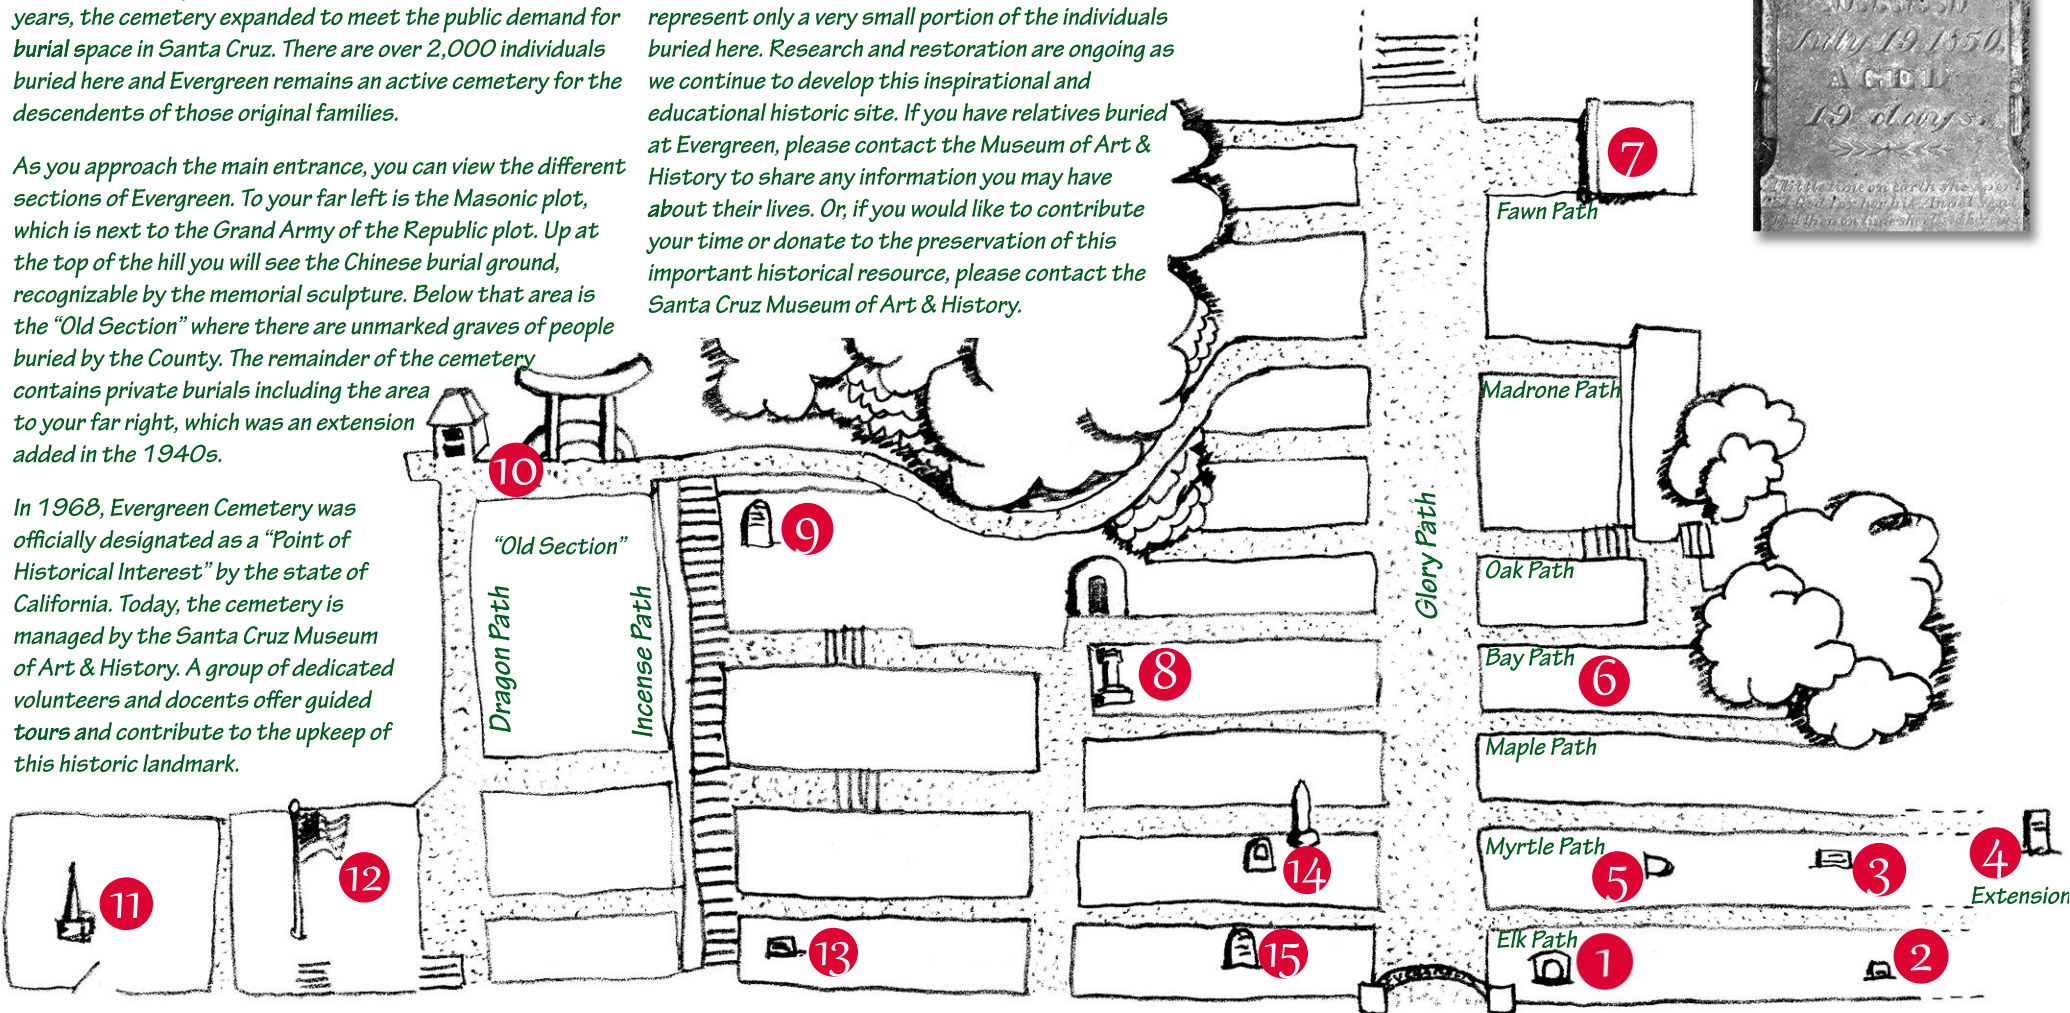 years, the cemetery expanded to meet the public demand for
burial space in Santa Cruz. There are over 2,000 individuals
buried here and Evergreen remains an active cemetery for the
descendents of those original families.
As you approach the main entrance, you can view the different
sections of Evergreen. To your far left is the Masonic plot,
which is next to the Grand Army of the Republic plot. Up at
the top of the hill you will see the Chinese burial ground,
recognizable by the memorial sculpture. Below that area is
the “Old Section” where there are unmarked graves of people
buried by the County. The remainder of the cemetery
contains private burials including the area
to your far right, which was an extension
added in the 1940s.
In 1968, Evergreen Cemetery was
officially designated as a “Point of
Historical Interest” by the state of
California. Today, the cemetery is
managed by the Santa Cruz Museum
of Art & History. A group of dedicated
volunteers and docents offer guided
tours and contribute to the upkeep of
this historic landmark.
represent only a very small portion of the individuals
buried here. Research and restoration are ongoing as
we continue to develop this inspirational and
educational historic site. If you have relatives buried
at Evergreen, please contact the Museum of Art &
History to share any information you may have
about their lives. Or, if you would like to contribute
your time or donate to the preservation of this
important historical resource, please contact the
Santa Cruz Museum of Art & History.
July 19, 1850,
AGED
19 days.
7
Fawn Path
Madrone Path
10
9
“Old Section”
Dragon Path
Incense Path
Glory Path
Oak Path
8
Bay Path
6
Maple Path
11
12
14
Myrtle Path
5
3
4
Extension
13
15
Elk Path
1
2